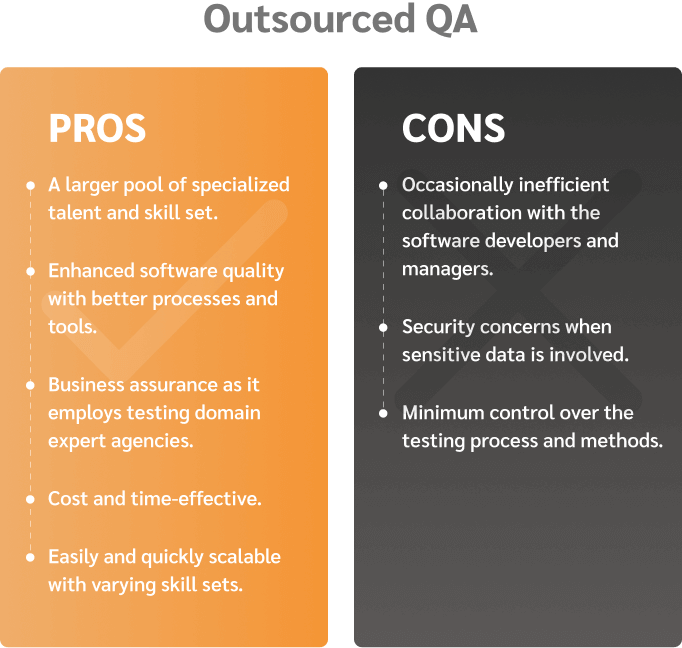 Outsourced QA
PROS
A larger pool of specialized
talent and skill set.
Enhanced software quality
with better processes and
tools.
Business assurance as it
employs testing domain
expert agencies.
Cost and time-effective.
Easily and quickly scalable
with varying skill sets.
CONS
Occasionally inefficient
collaboration with the
software developers and
managers.
Security concerns when
sensitive data is involved.
Minimum control over the
testing process and methods.